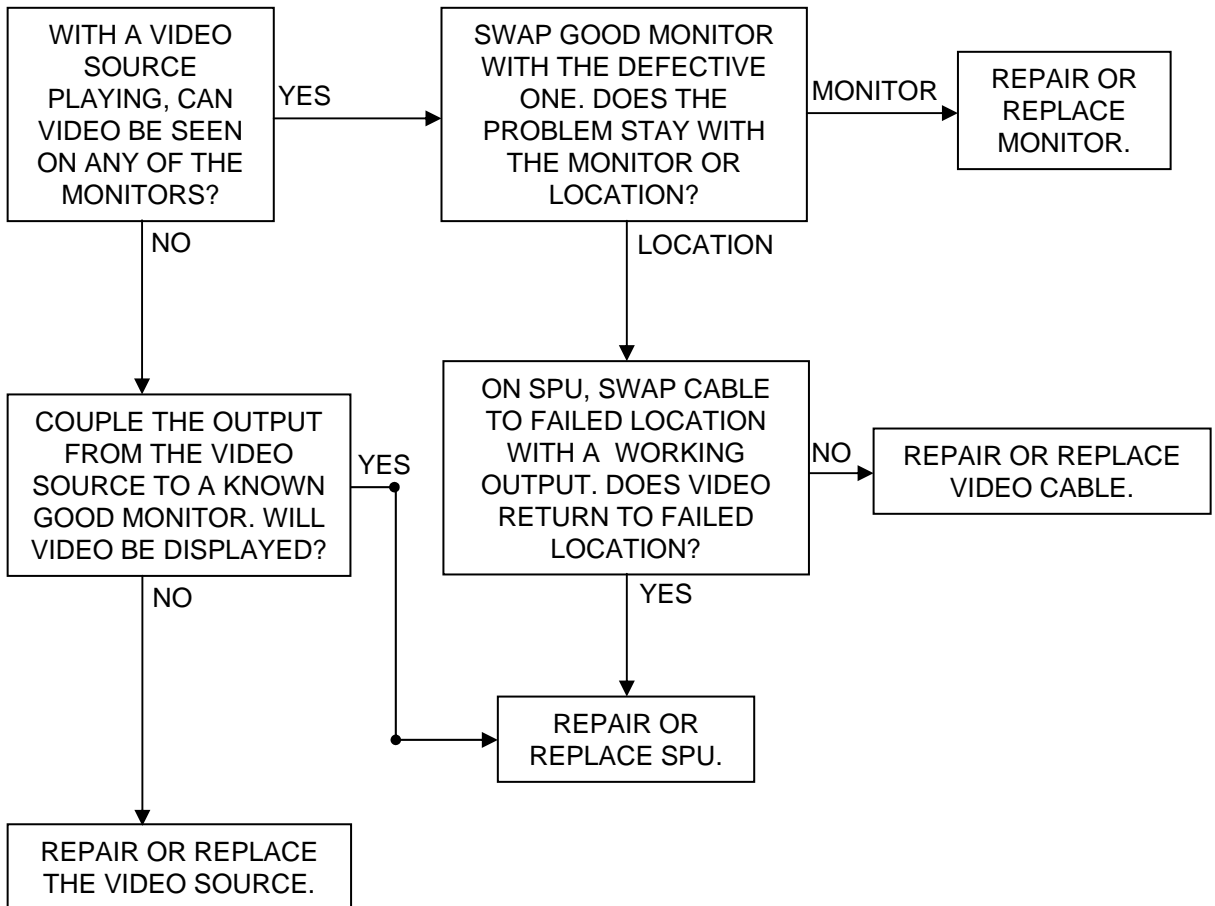 WITH A VIDEO
SOURCE
PLAYING, CAN
VIDEO BE SEEN
ON ANY OF THE
MONITORS?
YES
SWAP GOOD MONITOR
WITH THE DEFECTIVE
ONE. DOES THE
PROBLEM STAY WITH
THE MONITOR OR
LOCATION?
MONITOR
REPAIR OR
REPLACE
MONITOR.
NO
LOCATION
COUPLE THE OUTPUT
FROM THE VIDEO
SOURCE TO A KNOWN
GOOD MONITOR. WILL
VIDEO BE DISPLAYED?
YES
ON SPU, SWAP CABLE
TO FAILED LOCATION
WITH A WORKING
OUTPUT. DOES VIDEO
RETURN TO FAILED
LOCATION?
NO
REPAIR OR REPLACE
VIDEO CABLE.
NO
YES
REPAIR OR
REPLACE SPU.
REPAIR OR REPLACE
THE VIDEO SOURCE.